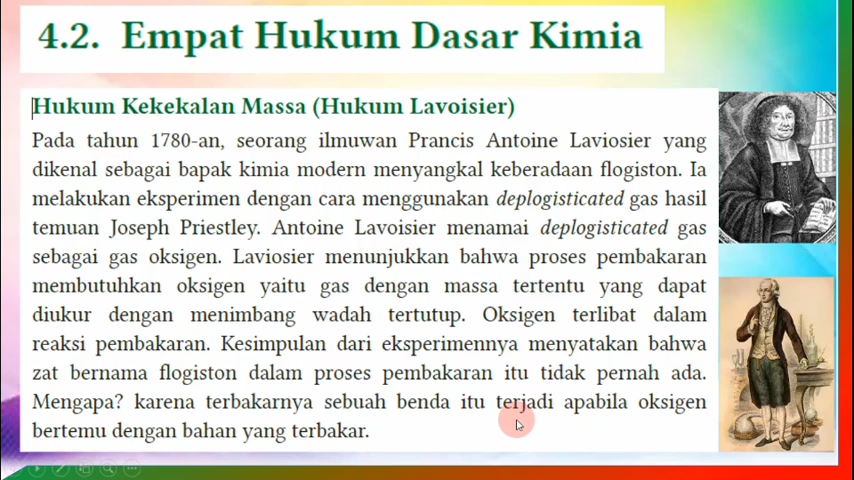 4.2. Empat Hukum Dasar Kimia
Hukum Kekekalan Massa (Hukum Lavoisier)
Pada tahun 1780-an, seorang ilmuwan Prancis Antoine Laviosier yang
dikenal sebagai bapak kimia modern menyangkal keberadaan flogiston. Ia
melakukan eksperimen dengan cara menggunakan deplogisticated gas hasil
temuan Joseph Priestley. Antoine Lavoisier menamai deplogisticated gas
sebagai gas oksigen. Laviosier menunjukkan bahwa proses pembakaran
membutuhkan oksigen yaitu gas dengan massa tertentu yang dapat
diukur dengan menimbang wadah tertutup. Oksigen terlibat dalam
reaksi pembakaran. Kesimpulan dari eksperimennya menyatakan bahwa
zat bernama flogiston dalam proses pembakaran itu tidak pernah ada.
Mengapa? karena terbakarnya sebuah benda itu terjadi apabila oksigen
bertemu dengan bahan yang terbakar.